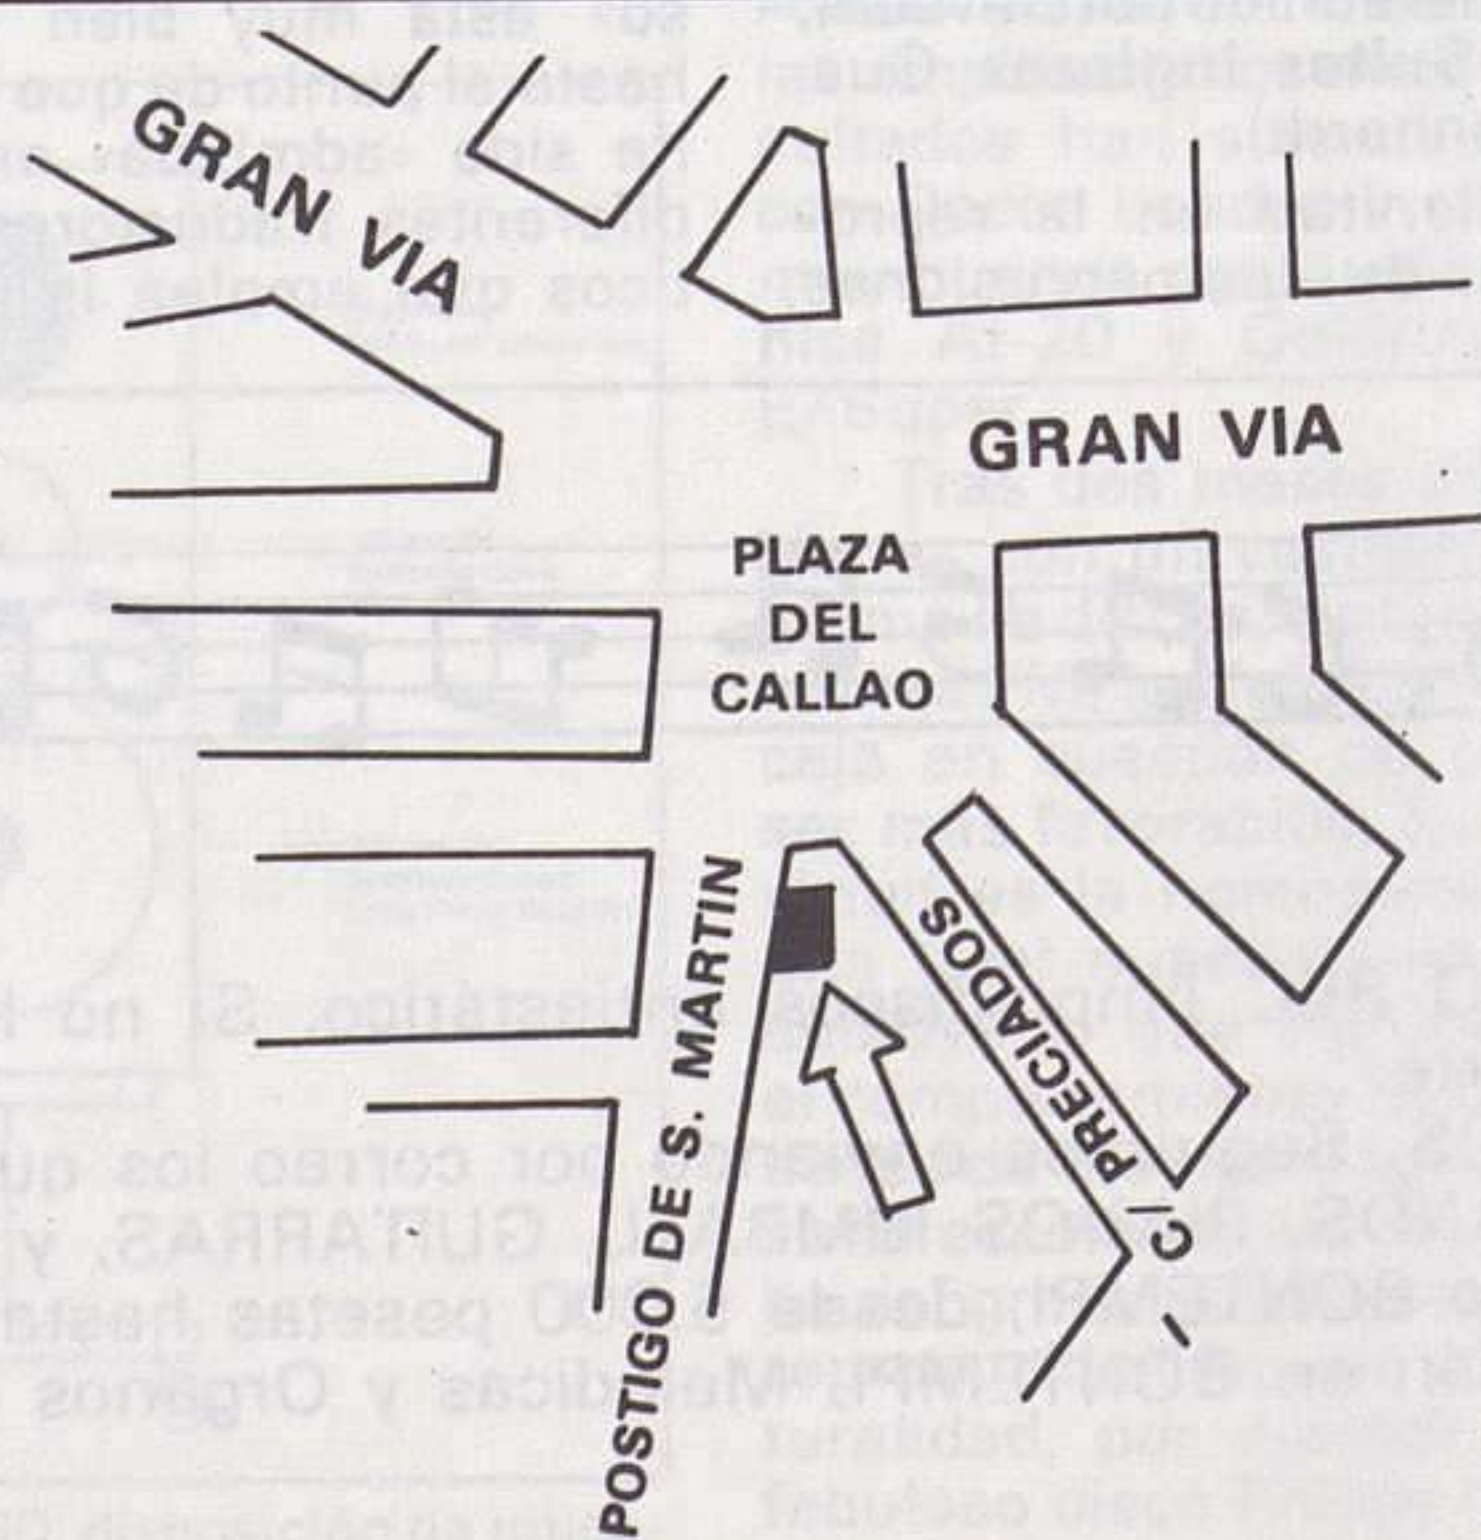 GRAN VIA
GRAN VIA
PLAZA
DEL
CALLAO
POSTIGO DE S. MARTIN
C/ PRECIADOS